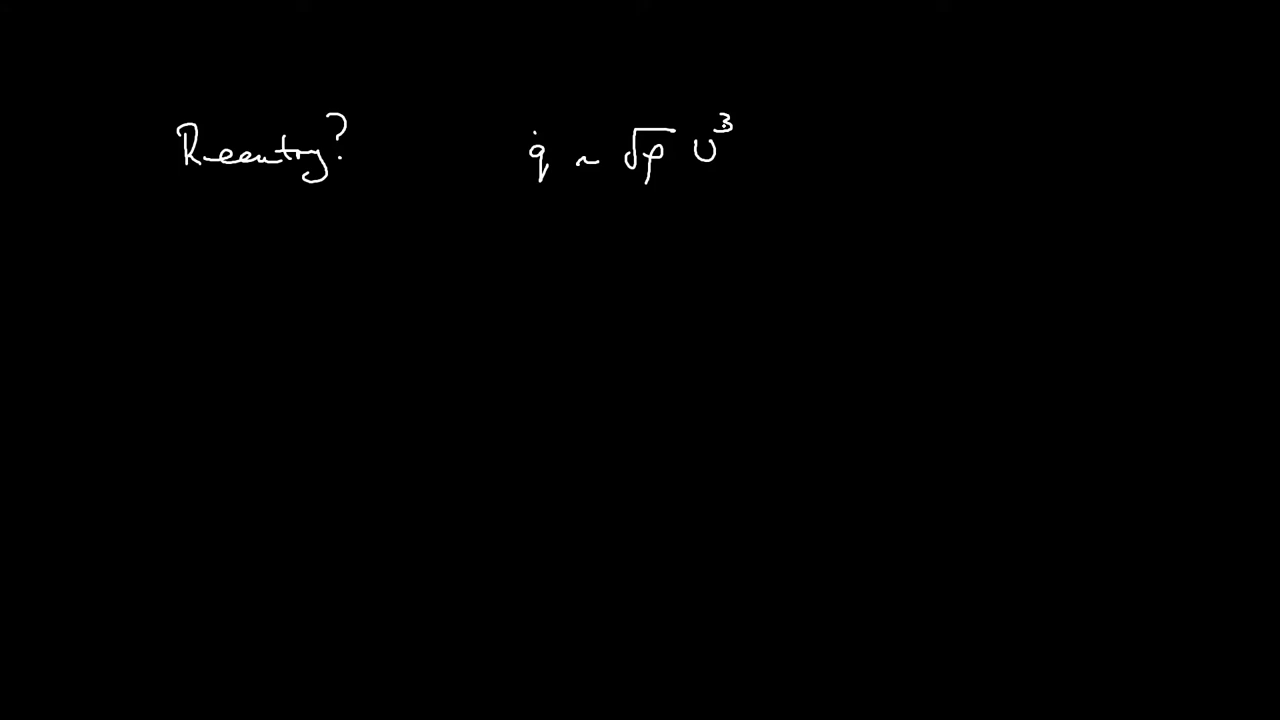 Reentry? q̇ ~ √ρ U³